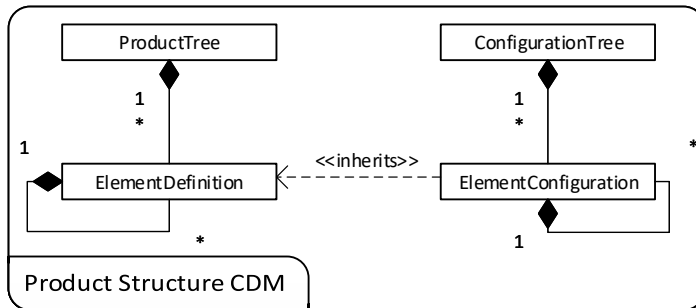 ProductTree
ConfigurationTree
1
*
1
*
1
*
<<inherits>>
ElementDefinition
ElementConfiguration
*
1
Product Structure CDM